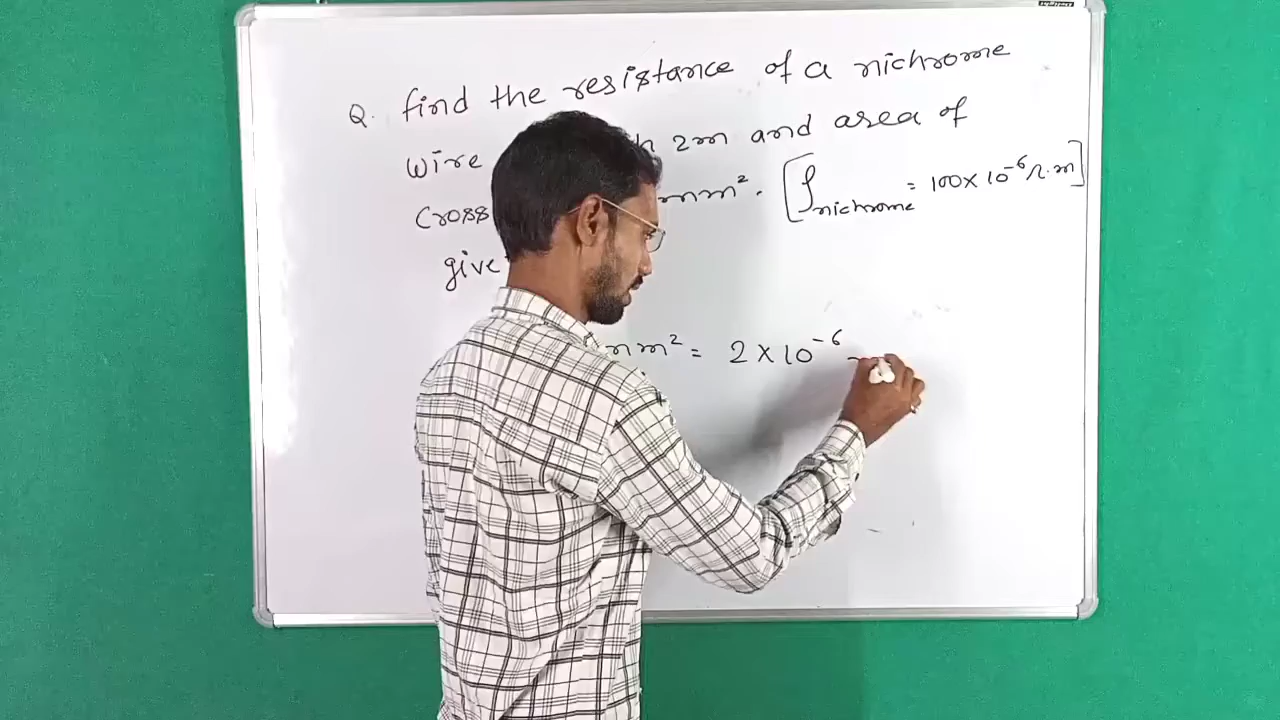 Q. find the resistance of a nichrome
wire 2m and area of
cross mm². [ρnichrome = 100 × 10⁻⁶ Ω.m]
give
mm² = 2 × 10⁻⁶